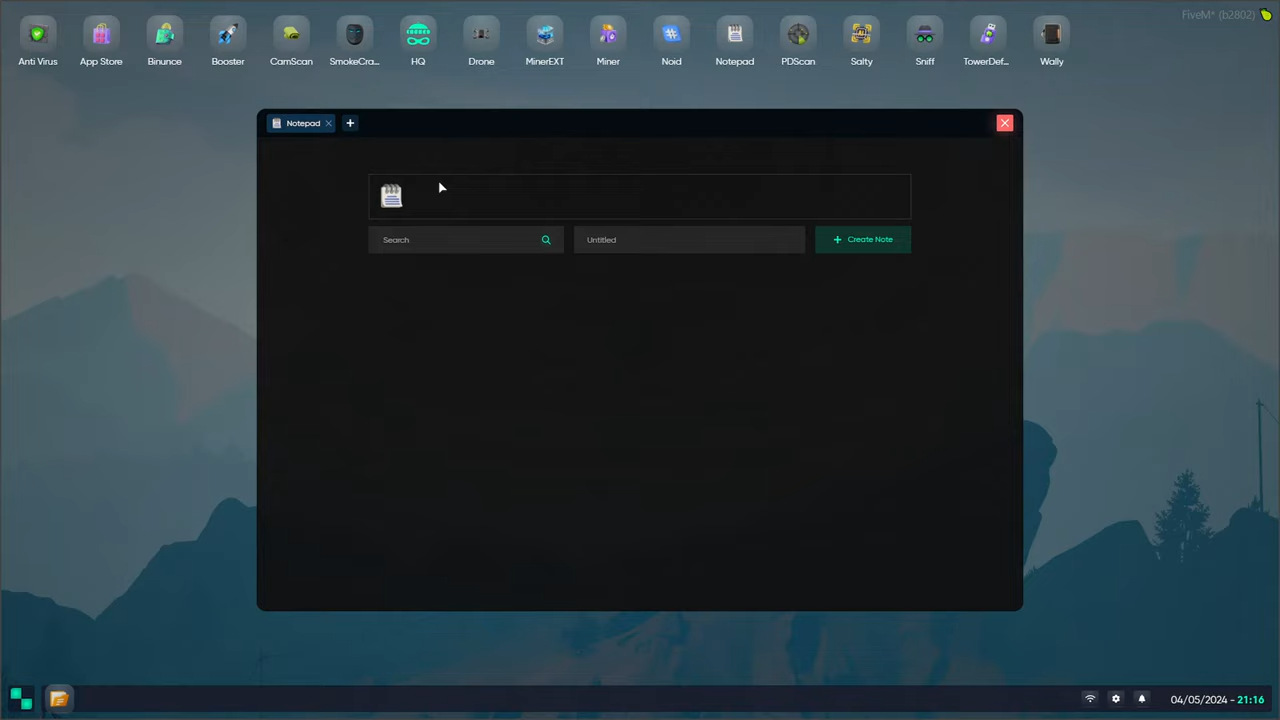 FiveM* (b2802)
Anti Virus
App Store
Binunce
Booster
CamScan
SmokeCra...
HQ
Drone
MinerEXT
Miner
Noid
Notepad
PDScan
Salty
Sniff
TowerDef...
Wally
Notepad
Search
Untitled
+ Create Note
04/05/2024 - 21:16